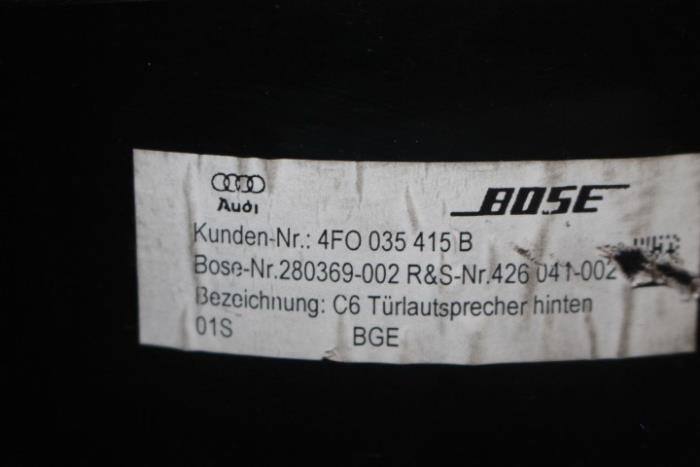 Audi BOSE
Kunden-Nr.: 4FO 035 415 B
Bose-Nr.280369-002 R&S-Nr.426 041-002
Bezeichnung: C6 Türlautsprecher hinten
01S BGE